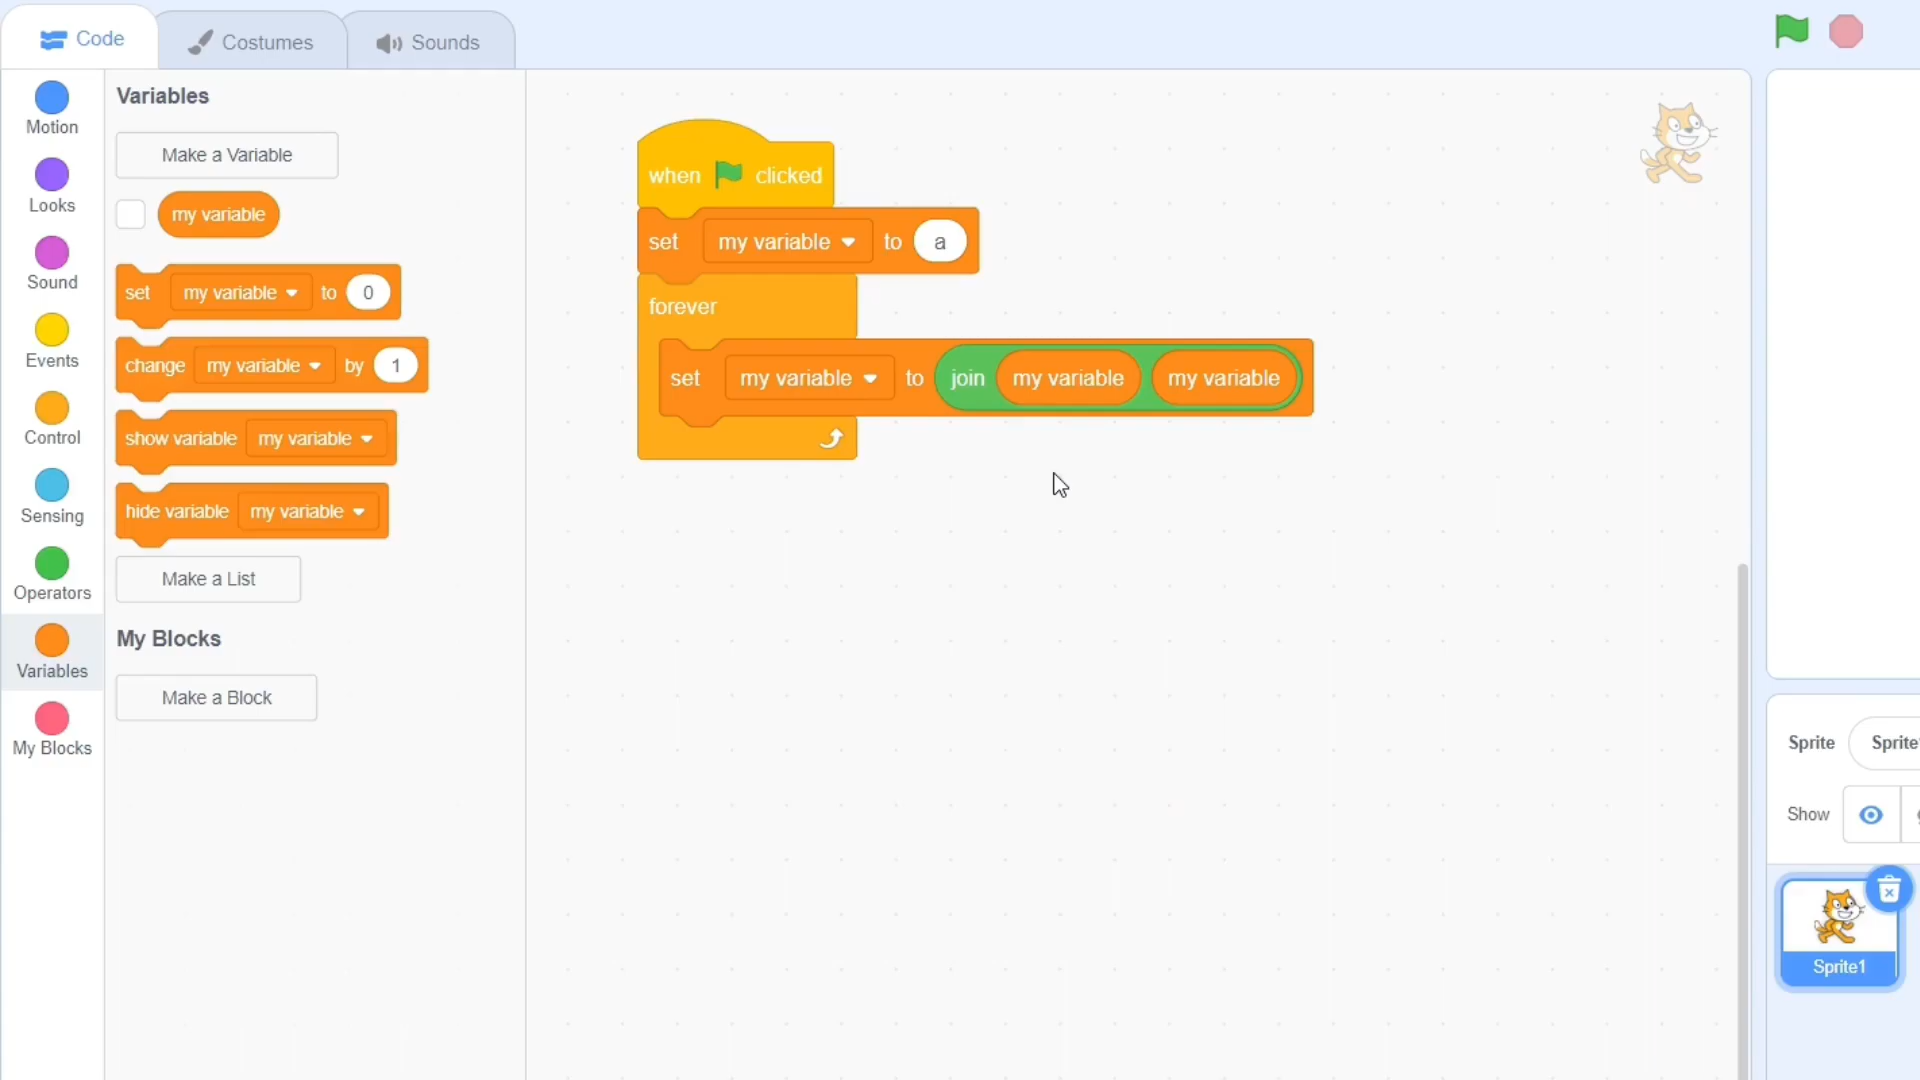 Code
Costumes
Sounds
Motion
Looks
Sound
Events
Control
Sensing
Operators
Variables
My Blocks
Variables
Make a Variable
my variable
set my variable to 0
change my variable by 1
show variable my variable
hide variable my variable
Make a List
My Blocks
Make a Block
when clicked
set my variable to a
forever
set my variable to join my variable my variable
Sprite Sprite
Show
Sprite1